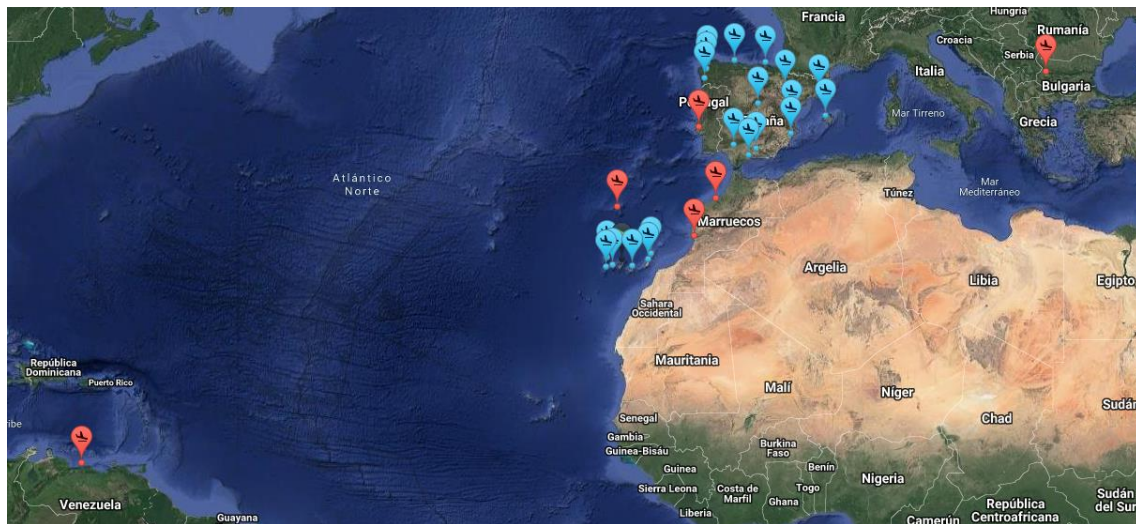 Francia
Hungría
Rumanía
Croacia
Serbia
Italia
Bulgaria
Portugal
España
Mar Tirreno
Grecia
Atlántico
Norte
Túnez
Mar
Mediterráneo
Marruecos
Argelia
Libia
Egipto
Sahara
Occidental
República
Dominicana
Puerto Rico
Mauritania
Malí
Níger
Chad
Sudán
ribe
Senegal
Gambia
Guinea-Bisáu
Burkina
Faso
Guinea
Benín
Sierra Leona
Costa de
Marfil
Togo
Ghana
Nigeria
Liberia
Venezuela
Guayana
República
Centroafricana
Sudán
del Sur
Camerún